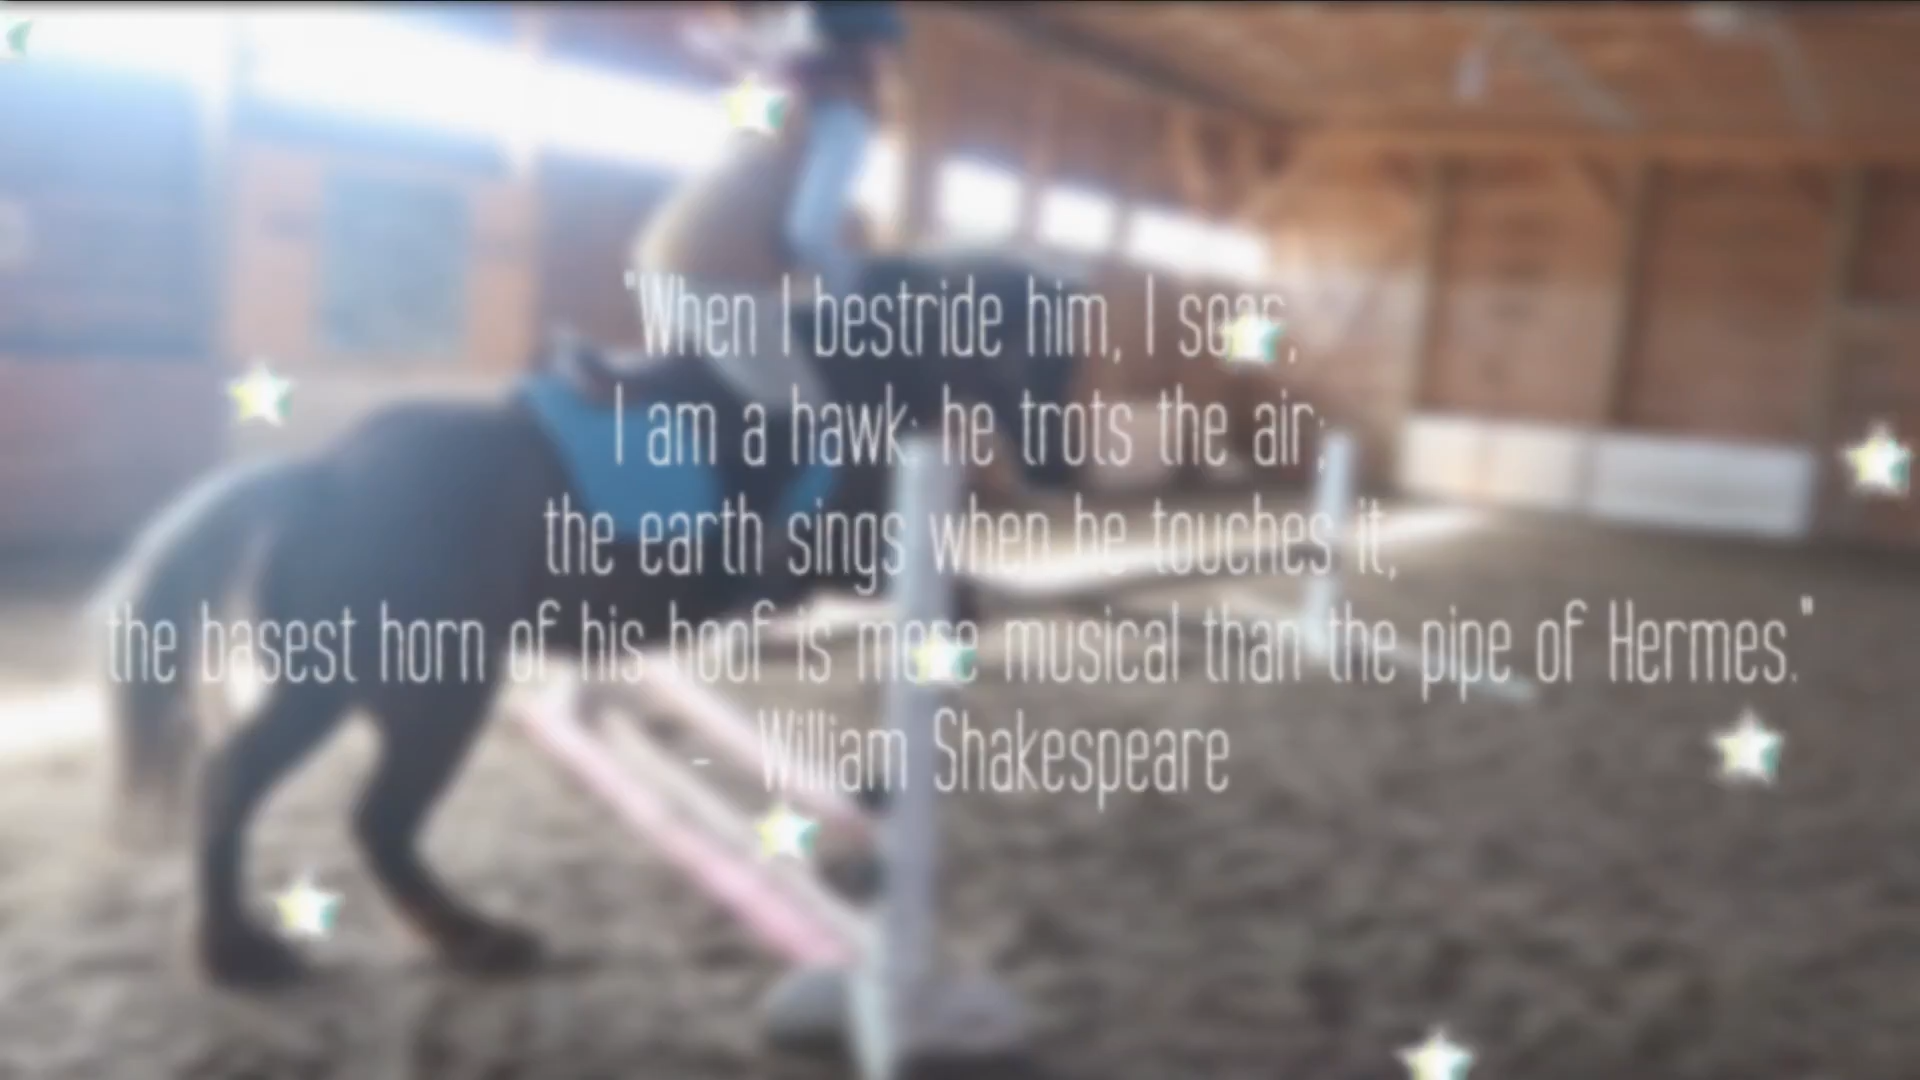 "When I bestride him, I soar,
I am a hawk: he trots the air;
the earth sings when he touches it,
the basest horn of his hoof is more musical than the pipe of Hermes."
- William Shakespeare